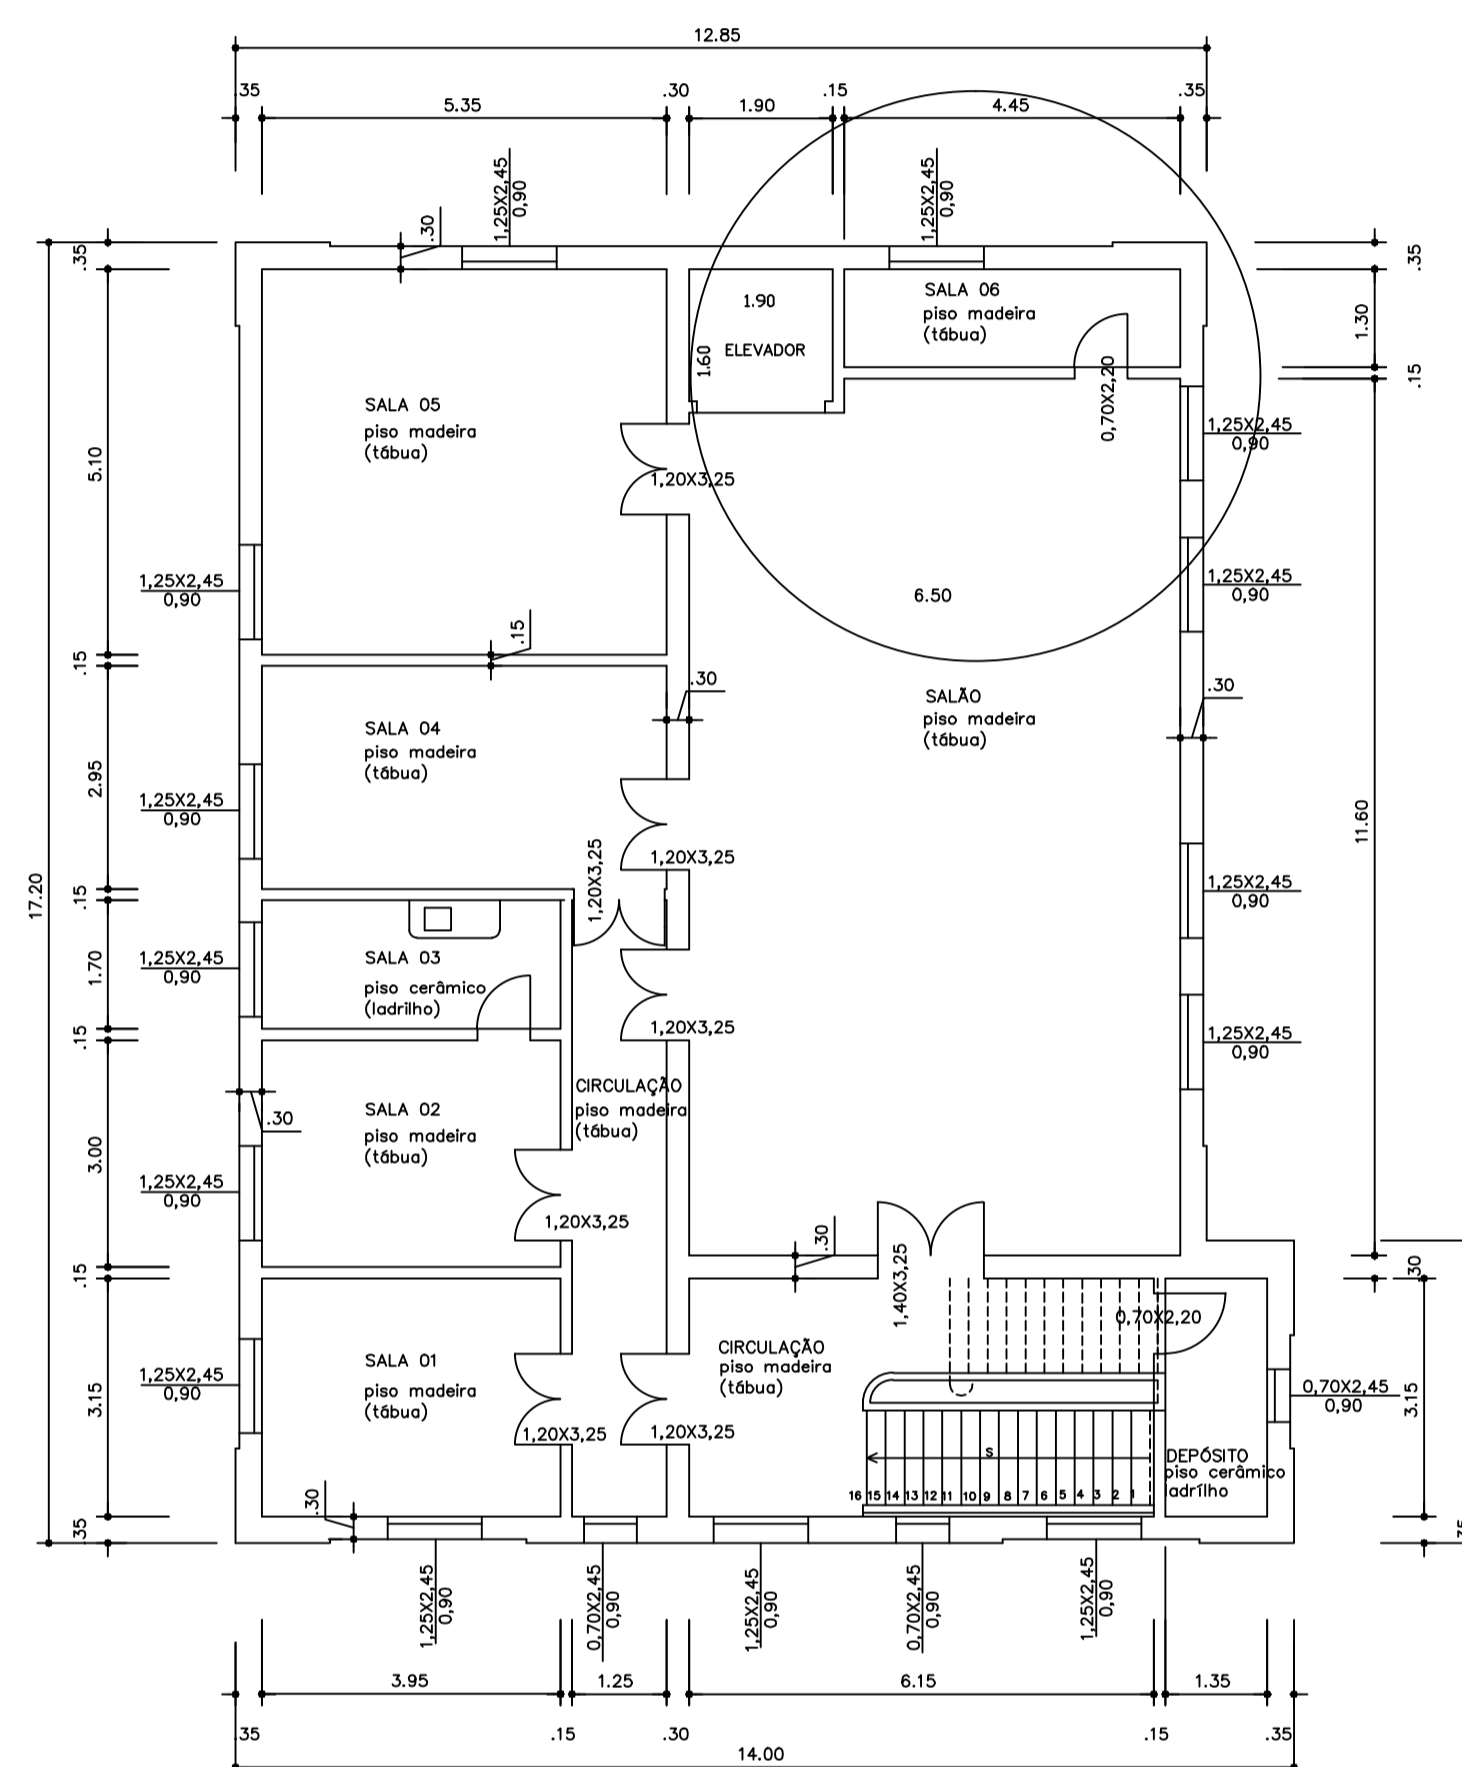 12.85
.35
.30
.15
.35
5.35
1.90
4.45
1,25X2,45
0,90
1,25X2,45
0,90
.30
.35
.35
SALA 06
piso madeira
(tábua)
1.90
1.60
ELEVADOR
1.30
.15
0,70X2,20
SALA 05
piso madeira
(tábua)
1,25X2,45
0,90
5.10
1,20X3,25
1,25X2,45
0,90
1,25X2,45
0,90
6.50
.15
.15
.30
.30
SALÃO
piso madeira
(tábua)
SALA 04
piso madeira
(tábua)
2.95
1,25X2,45
0,90
11.60
1,20X3,25
1,20X3,25
17.20
.15
1,25X2,45
0,90
SALA 03
piso cerâmico
(ladrilho)
1.70
1,25X2,45
0,90
1,20X3,25
.15
1,25X2,45
0,90
CIRCULAÇÃO
piso madeira
(tábua)
SALA 02
piso madeira
(tábua)
.30
3.00
1,25X2,45
0,90
1,20X3,25
.30
1,40X3,25
.15
.30
0,70X2,20
CIRCULAÇÃO
piso madeira
(tábua)
SALA 01
piso madeira
(tábua)
3.15
1,25X2,45
0,90
0,70X2,45
0,90
3.15
1,20X3,25
1,20X3,25
S
DEPÓSITO
piso cerâmico
ladrílho
16 15 14 13 12 11 10 9 8 7 6 5 4 3 2 1
.30
.35
.35
1,25X2,45
0,90
0,70X2,45
0,90
1,25X2,45
0,90
0,70X2,45
0,90
1,25X2,45
0,90
3.95
1.25
6.15
1.35
.35
.15
.30
.15
.35
14.00